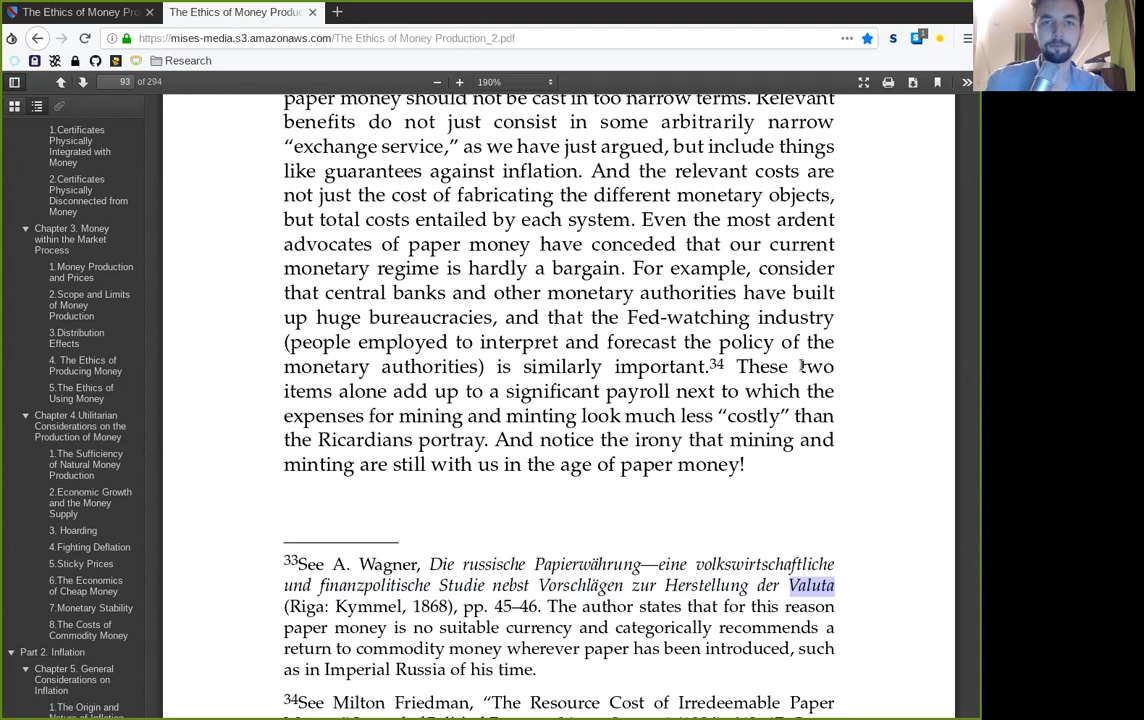 The Ethics of Money Pro
The Ethics of Money Produc
https://mises-media.s3.amazonaws.com/The Ethics of Money Production_2.pdf
Research
93 of 294
190%
1.Certificates
Physically
Integrated with
Money
2.Certificates
Physically
Disconnected from
Money
Chapter 3. Money
within the Market
Process
1.Money Production
and Prices
2.Scope and Limits
of Money
Production
3.Distribution
Effects
4. The Ethics of
Producing Money
5.The Ethics of
Using Money
Chapter 4.Utilitarian
Considerations on the
Production of Money
1.The Sufficiency
of Natural Money
Production
2.Economic Growth
and the Money
Supply
3. Hoarding
4.Fighting Deflation
5.Sticky Prices
6.The Economics
of Cheap Money
7.Monetary Stability
8.The Costs of
Commodity Money
Part 2. Inflation
Chapter 5. General
Considerations on
Inflation
1.The Origin and
paper money should not be cast in too narrow terms. Relevant
benefits do not just consist in some arbitrarily narrow
“exchange service,” as we have just argued, but include things
like guarantees against inflation. And the relevant costs are
not just the cost of fabricating the different monetary objects,
but total costs entailed by each system. Even the most ardent
advocates of paper money have conceded that our current
monetary regime is hardly a bargain. For example, consider
that central banks and other monetary authorities have built
up huge bureaucracies, and that the Fed-watching industry
(people employed to interpret and forecast the policy of the
monetary authorities) is similarly important.34 These two
items alone add up to a significant payroll next to which the
expenses for mining and minting look much less “costly” than
the Ricardians portray. And notice the irony that mining and
minting are still with us in the age of paper money!
33See A. Wagner, Die russische Papierwährung—eine volkswirtschaftliche
und finanzpolitische Studie nebst Vorschlägen zur Herstellung der Valuta
(Riga: Kymmel, 1868), pp. 45–46. The author states that for this reason
paper money is no suitable currency and categorically recommends a
return to commodity money wherever paper has been introduced, such
as in Imperial Russia of his time.
34See Milton Friedman, “The Resource Cost of Irredeemable Paper